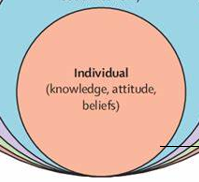 Individual
(knowledge, attitude,
beliefs)